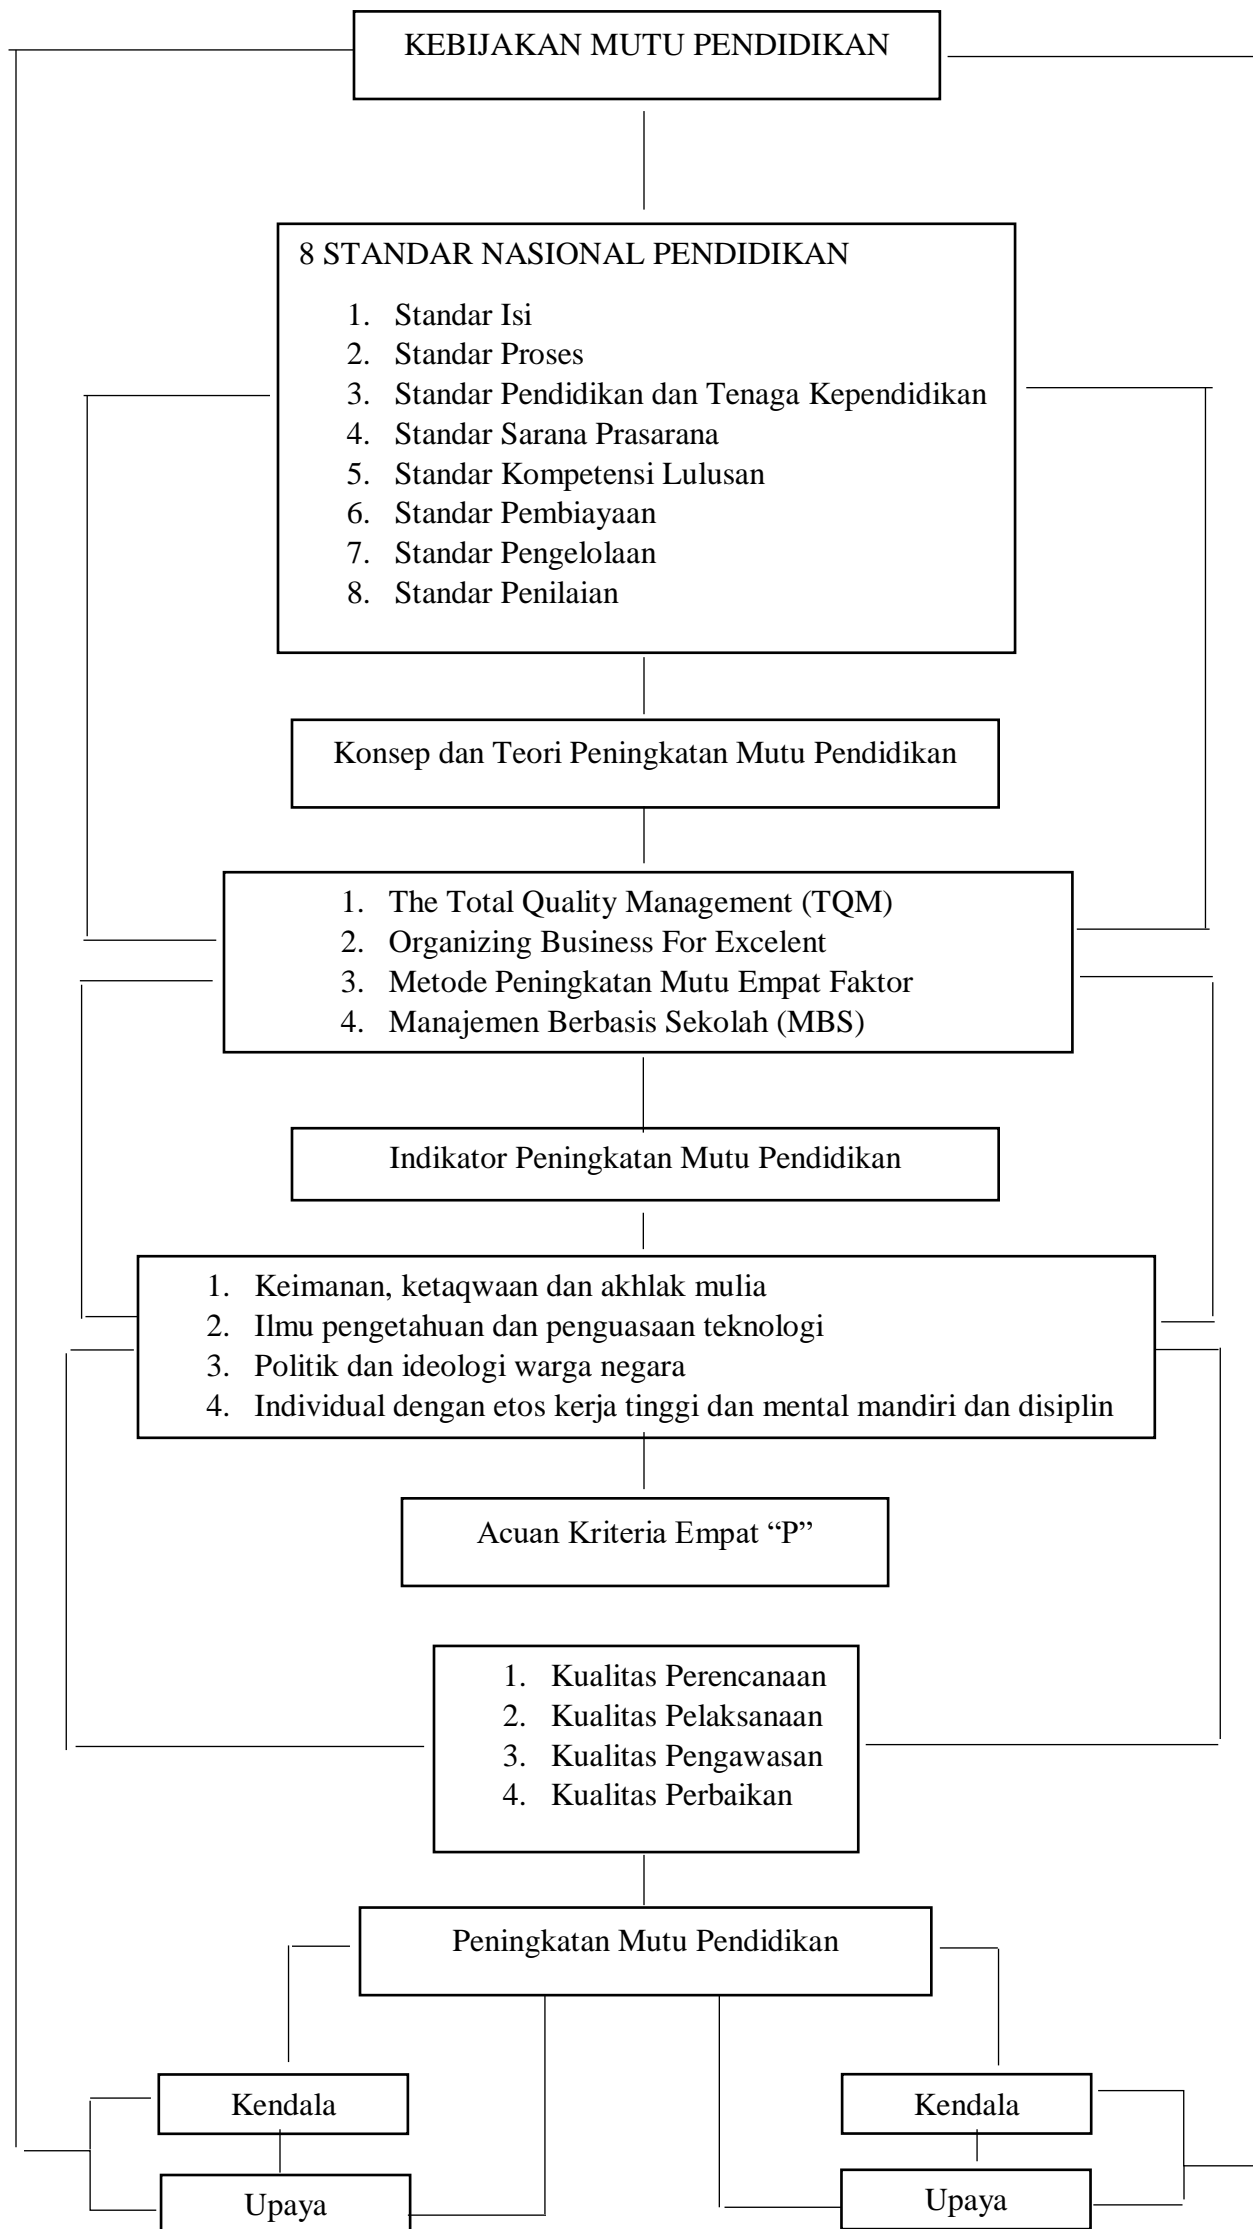 KEBIJAKAN MUTU PENDIDIKAN
8 STANDAR NASIONAL PENDIDIKAN
1. Standar Isi
2. Standar Proses
3. Standar Pendidikan dan Tenaga Kependidikan
4. Standar Sarana Prasarana
5. Standar Kompetensi Lulusan
6. Standar Pembiayaan
7. Standar Pengelolaan
8. Standar Penilaian
Konsep dan Teori Peningkatan Mutu Pendidikan
1. The Total Quality Management (TQM)
2. Organizing Business For Excelent
3. Metode Peningkatan Mutu Empat Faktor
4. Manajemen Berbasis Sekolah (MBS)
Indikator Peningkatan Mutu Pendidikan
1. Keimanan, ketaqwaan dan akhlak mulia
2. Ilmu pengetahuan dan penguasaan teknologi
3. Politik dan ideologi warga negara
4. Individual dengan etos kerja tinggi dan mental mandiri dan disiplin
Acuan Kriteria Empat “P”
1. Kualitas Perencanaan
2. Kualitas Pelaksanaan
3. Kualitas Pengawasan
4. Kualitas Perbaikan
Peningkatan Mutu Pendidikan
Kendala
Kendala
Upaya
Upaya